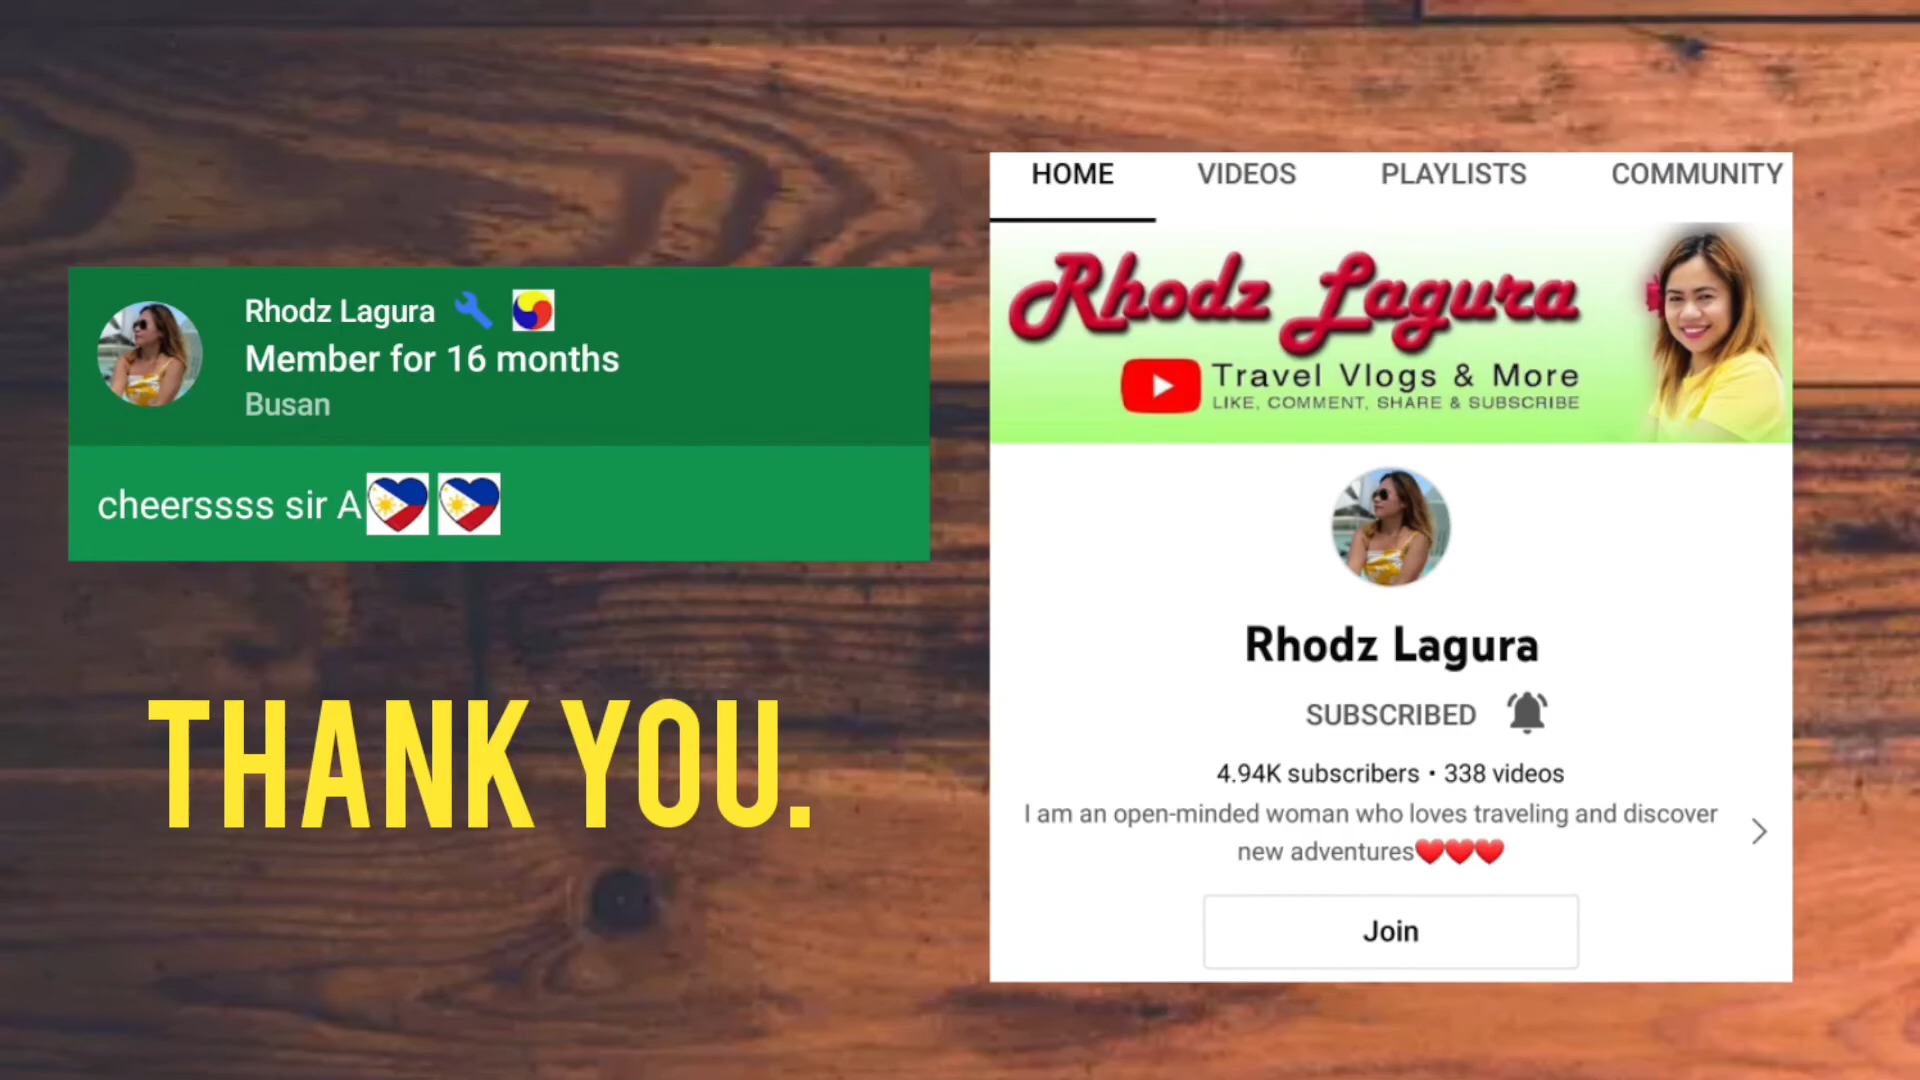 Rhodz Lagura
Member for 16 months
Busan
cheerssss sir A
THANK YOU.
HOME VIDEOS PLAYLISTS COMMUNITY
Rhodz Lagura
Travel Vlogs & More
LIKE, COMMENT, SHARE & SUBSCRIBE
Rhodz Lagura
SUBSCRIBED
4.94K subscribers • 338 videos
I am an open-minded woman who loves traveling and discover
new adventures❤️❤️❤️
Join